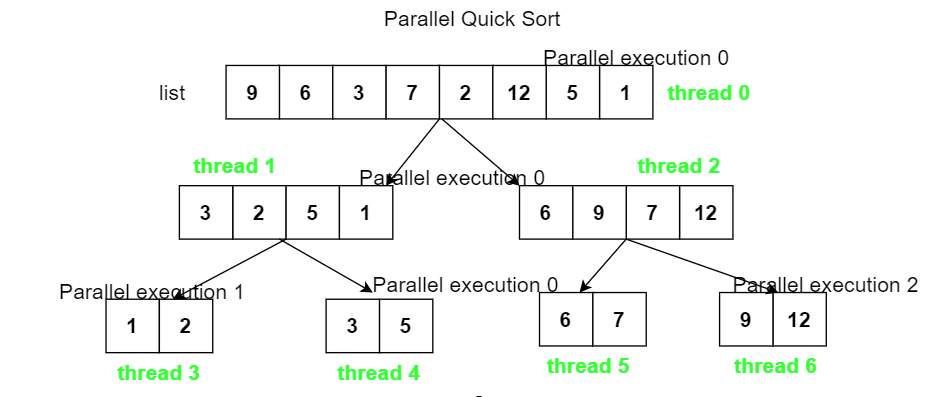 Parallel Quick Sort
Parallel execution 0
list 9 6 3 7 2 12 5 1 thread 0
thread 1 thread 2
Parallel execution 0
3 2 5 1 6 9 7 12
Parallel execution 1 Parallel execution 0 Parallel execution 2
1 2 3 5 6 7 9 12
thread 3 thread 4 thread 5 thread 6